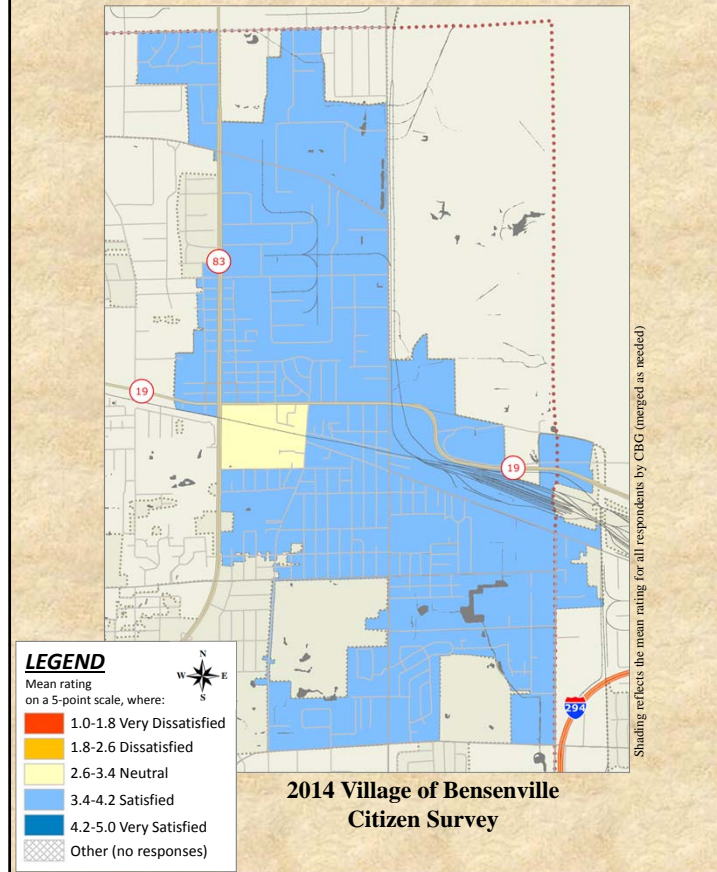 83
19
19
294
Shading reflects the mean rating for all respondents by CBG (merged as needed)
LEGEND
N
W E
S
Mean rating
on a 5-point scale, where:
1.0-1.8 Very Dissatisfied
1.8-2.6 Dissatisfied
2.6-3.4 Neutral
3.4-4.2 Satisfied
4.2-5.0 Very Satisfied
Other (no responses)
2014 Village of Bensenville
Citizen Survey